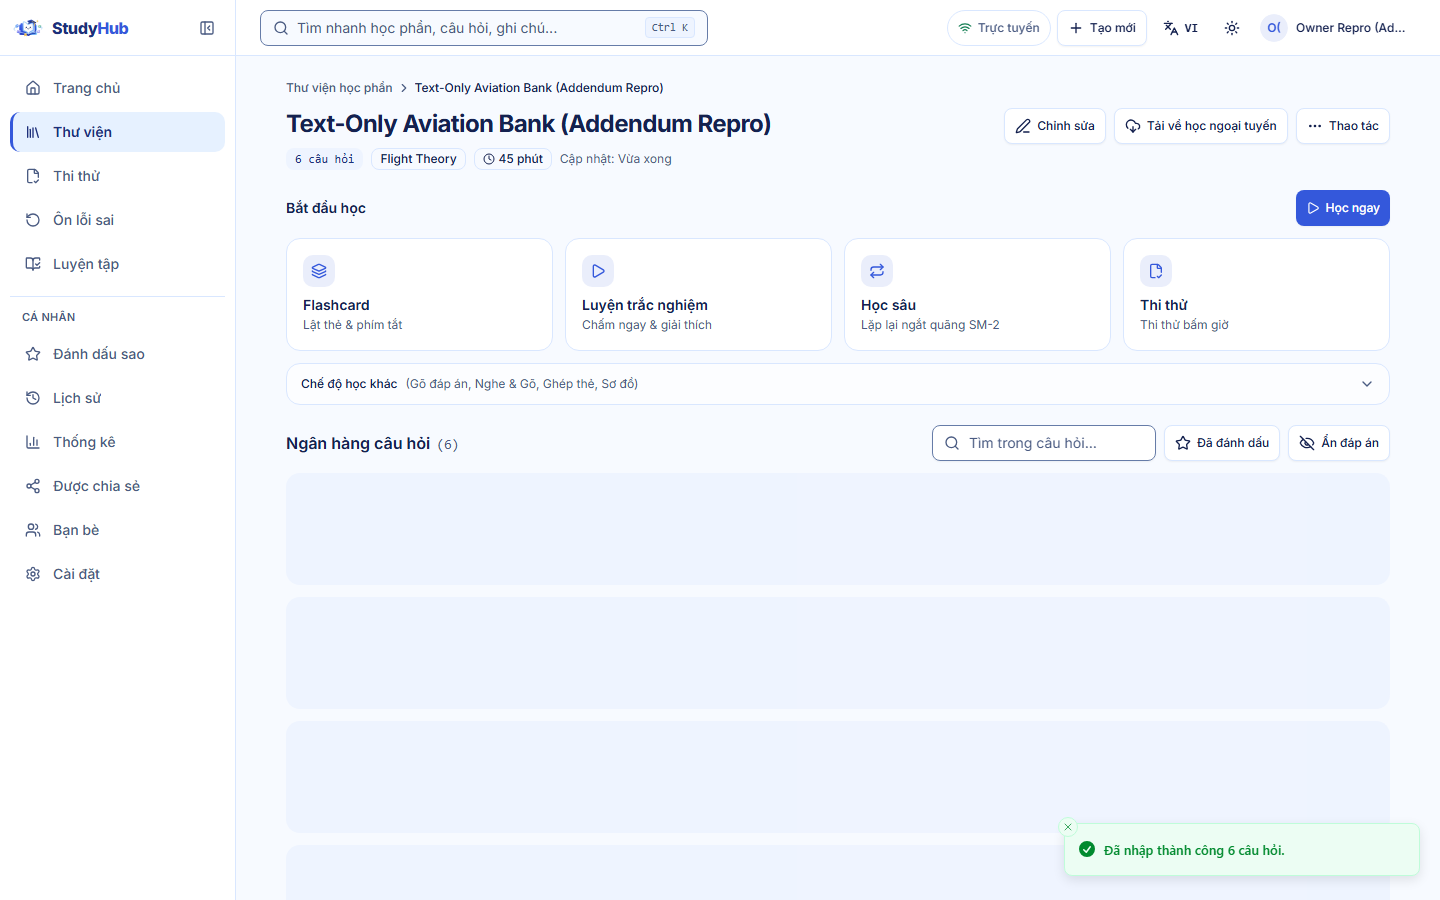 StudyHub
Tìm nhanh học phần, câu hỏi, ghi chú...
Ctrl K
Trực tuyến
Tạo mới
VI
O(
Owner Repro (Ad...
Trang chủ
Thư viện
Thi thử
Ôn lỗi sai
Luyện tập
CÁ NHÂN
Đánh dấu sao
Lịch sử
Thống kê
Được chia sẻ
Bạn bè
Cài đặt
Thư viện học phần > Text-Only Aviation Bank (Addendum Repro)
Text-Only Aviation Bank (Addendum Repro)
Chỉnh sửa
Tải về học ngoại tuyến
Thao tác
6 câu hỏi
Flight Theory
45 phút
Cập nhật: Vừa xong
Bắt đầu học
Học ngay
Flashcard
Lật thẻ & phím tắt
Luyện trắc nghiệm
Chấm ngay & giải thích
Học sâu
Lặp lại ngắt quãng SM-2
Thi thử
Thi thử bấm giờ
Chế độ học khác (Gõ đáp án, Nghe & Gõ, Ghép thẻ, Sơ đồ)
Ngân hàng câu hỏi (6)
Tìm trong câu hỏi...
Đã đánh dấu
Ẩn đáp án
Đã nhập thành công 6 câu hỏi.